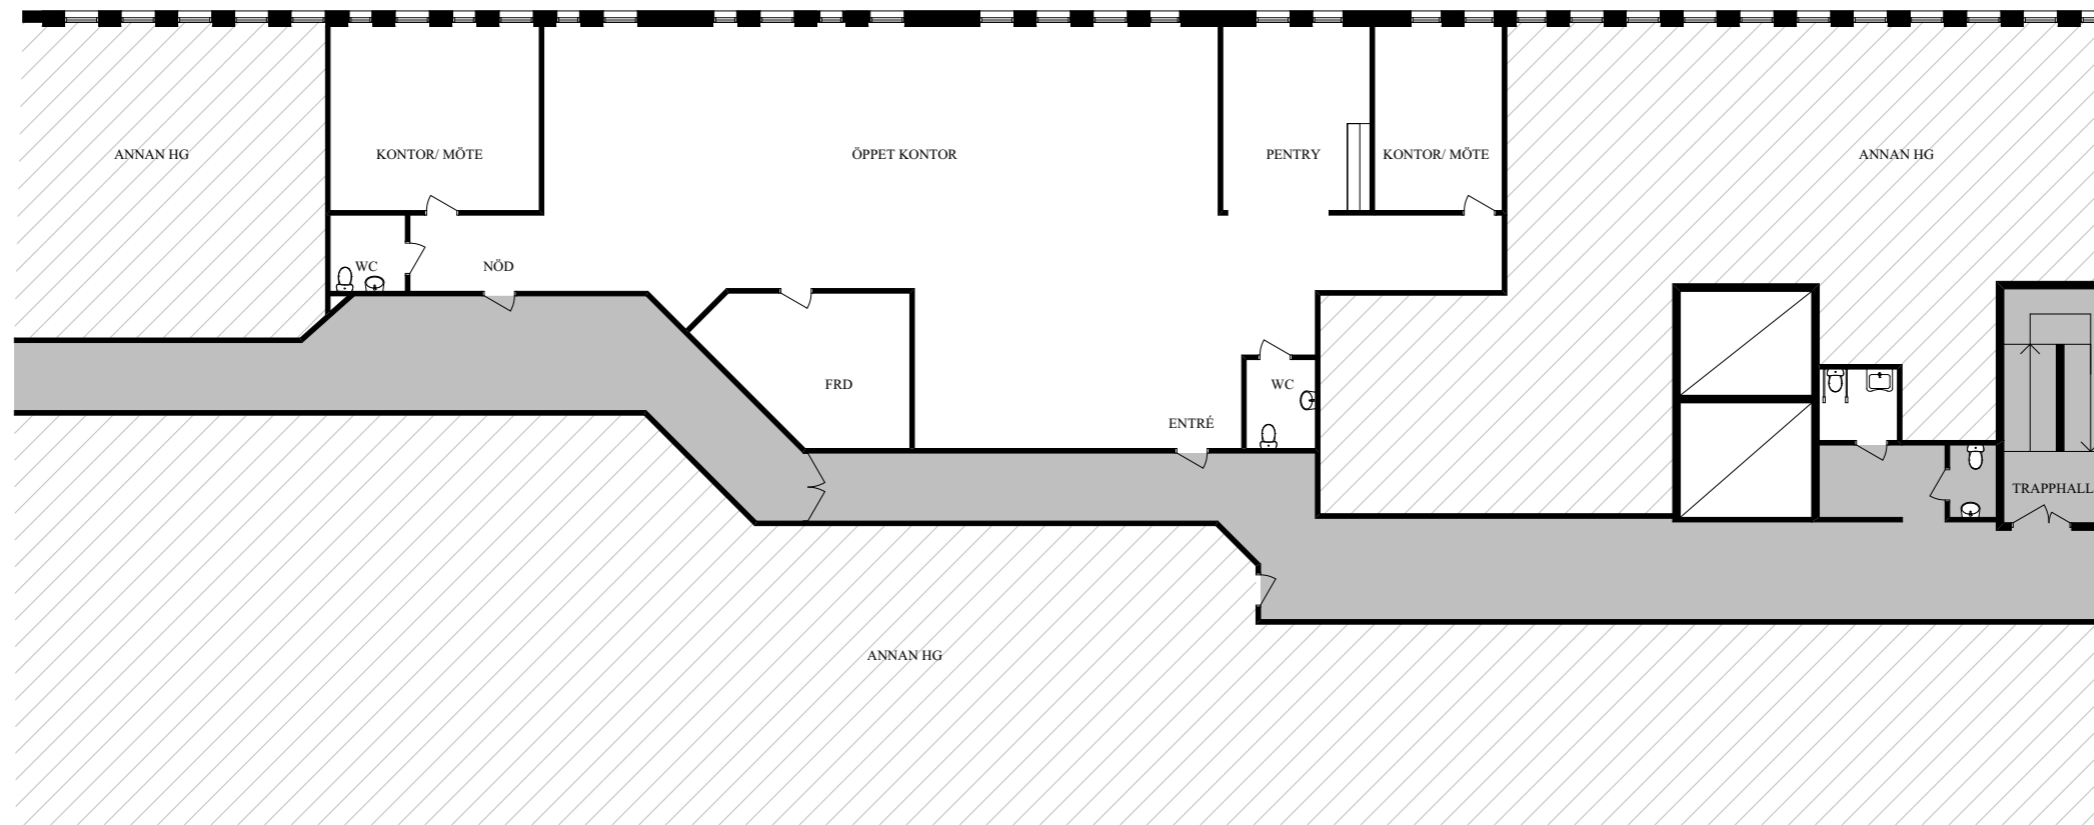 ANNAN HG
KONTOR/ MÖTE
ÖPPET KONTOR
PENTRY
KONTOR/ MÖTE
ANNAN HG
WC
NÖD
FRD
WC
ENTRÉ
TRAPPHALL
ANNAN HG